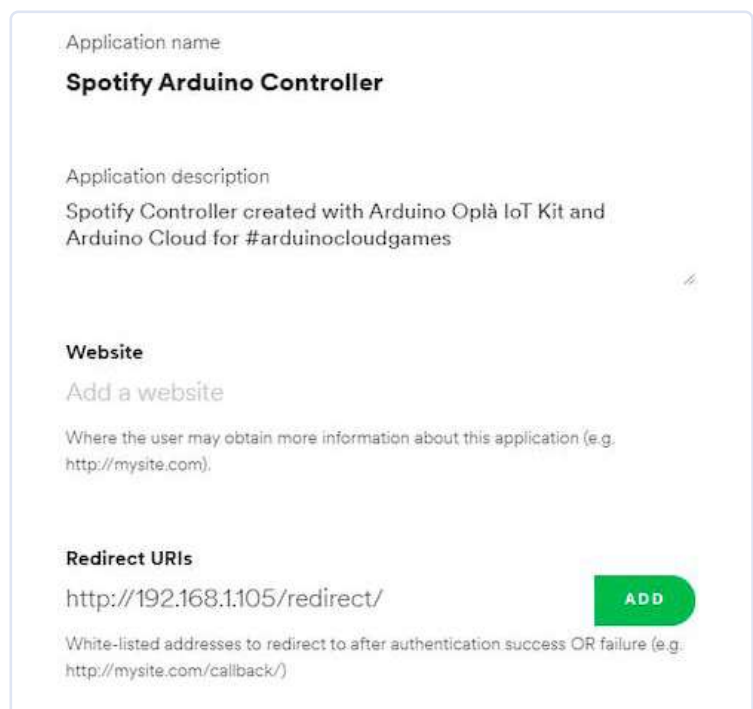 Application name
Spotify Arduino Controller
Application description
Spotify Controller created with Arduino Oplà IoT Kit and
Arduino Cloud for #arduinocloudgames
Website
Add a website
Where the user may obtain more information about this application (e.g.
http://mysite.com).
Redirect URIs
http://192.168.1.105/redirect/
ADD
White-listed addresses to redirect to after authentication success OR failure (e.g.
http://mysite.com/callback/)